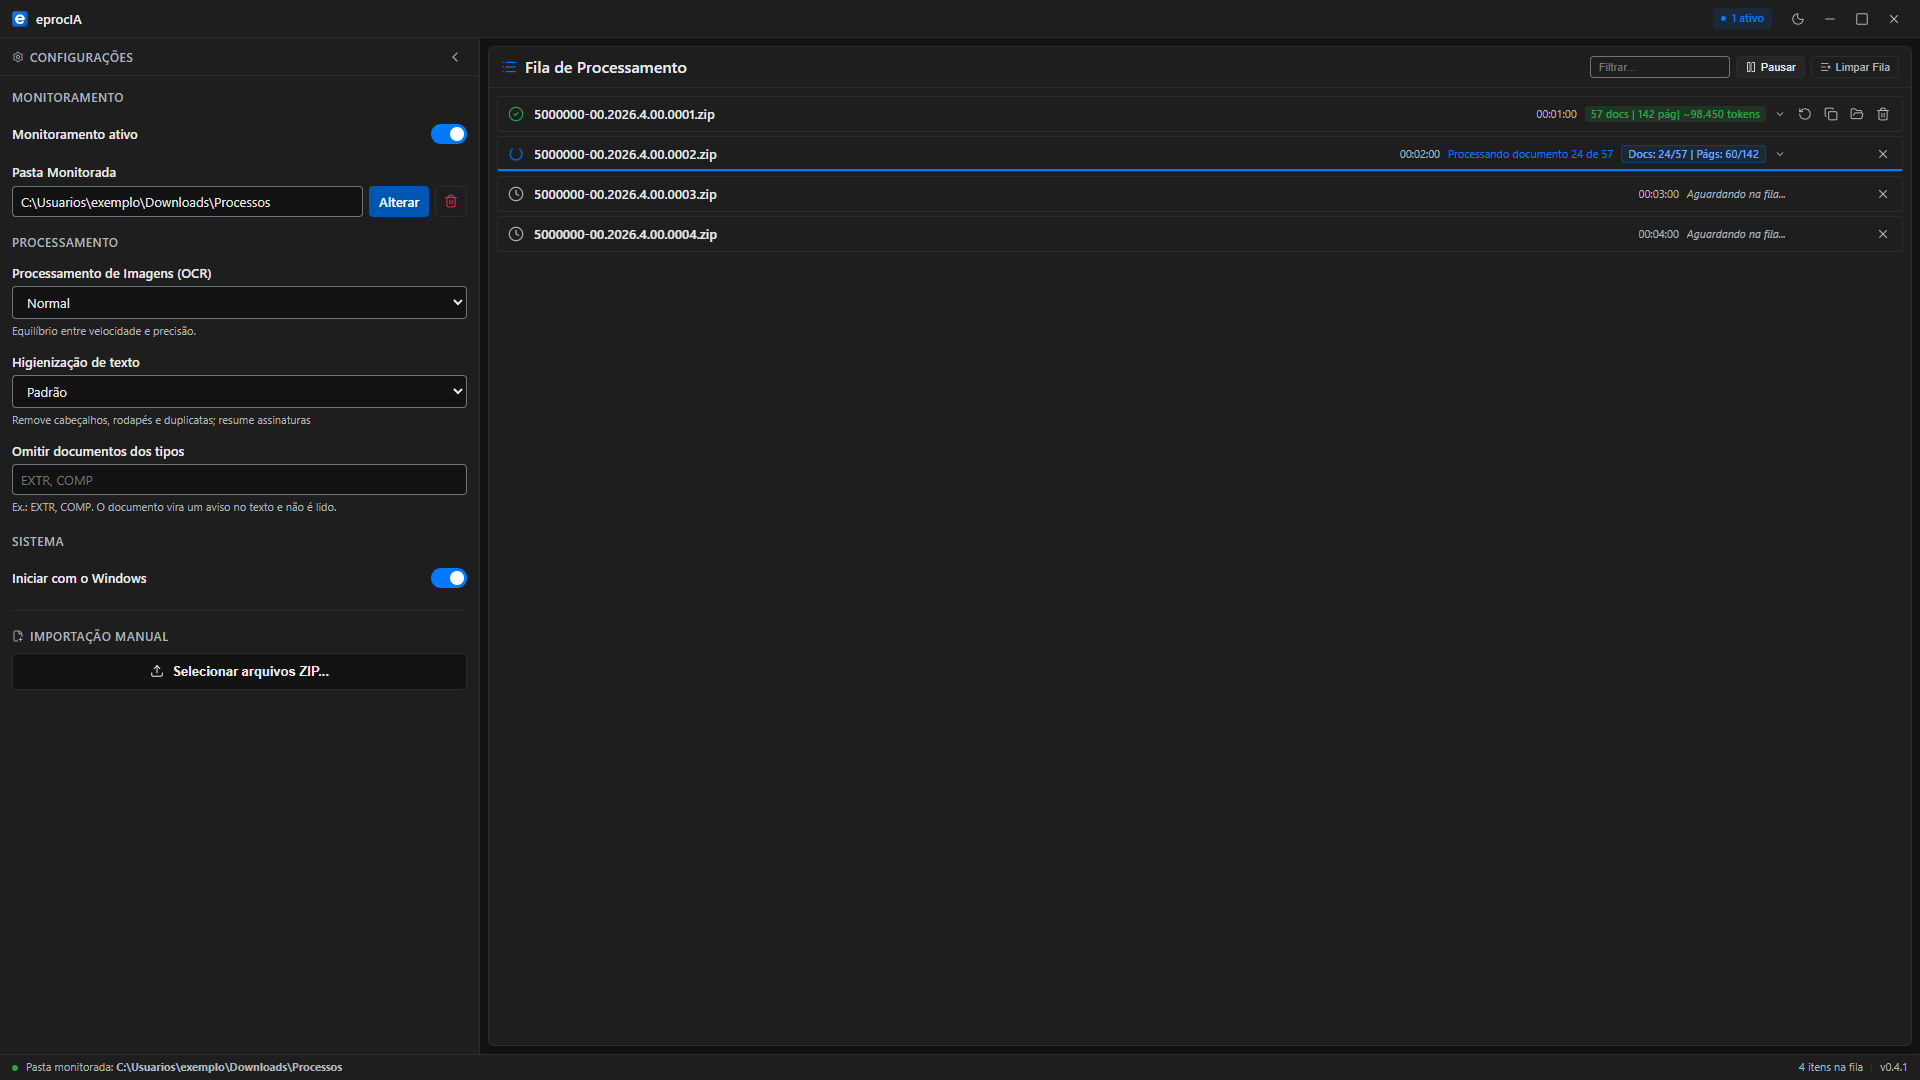 eprocIA
1 ativo
CONFIGURAÇÕES
MONITORAMENTO
Monitoramento ativo
Pasta Monitorada
C:\Usuarios\exemplo\Downloads\Processos
Alterar
PROCESSAMENTO
Processamento de Imagens (OCR)
Normal
Equilíbrio entre velocidade e precisão.
Higienização de texto
Padrão
Remove cabeçalhos, rodapés e duplicatas; resume assinaturas
Omitir documentos dos tipos
EXTR, COMP
Ex.: EXTR, COMP. O documento vira um aviso no texto e não é lido.
SISTEMA
Iniciar com o Windows
IMPORTAÇÃO MANUAL
Selecionar arquivos ZIP...
Fila de Processamento
Filtrar...
Pausar
Limpar Fila
5000000-00.2026.4.00.0001.zip 00:01:00 57 docs | 142 pág| ~98.450 tokens
5000000-00.2026.4.00.0002.zip 00:02:00 Processando documento 24 de 57 Docs: 24/57 | Págs: 60/142
5000000-00.2026.4.00.0003.zip 00:03:00 Aguardando na fila...
5000000-00.2026.4.00.0004.zip 00:04:00 Aguardando na fila...
Pasta monitorada: C:\Usuarios\exemplo\Downloads\Processos
4 itens na fila
v0.4.1